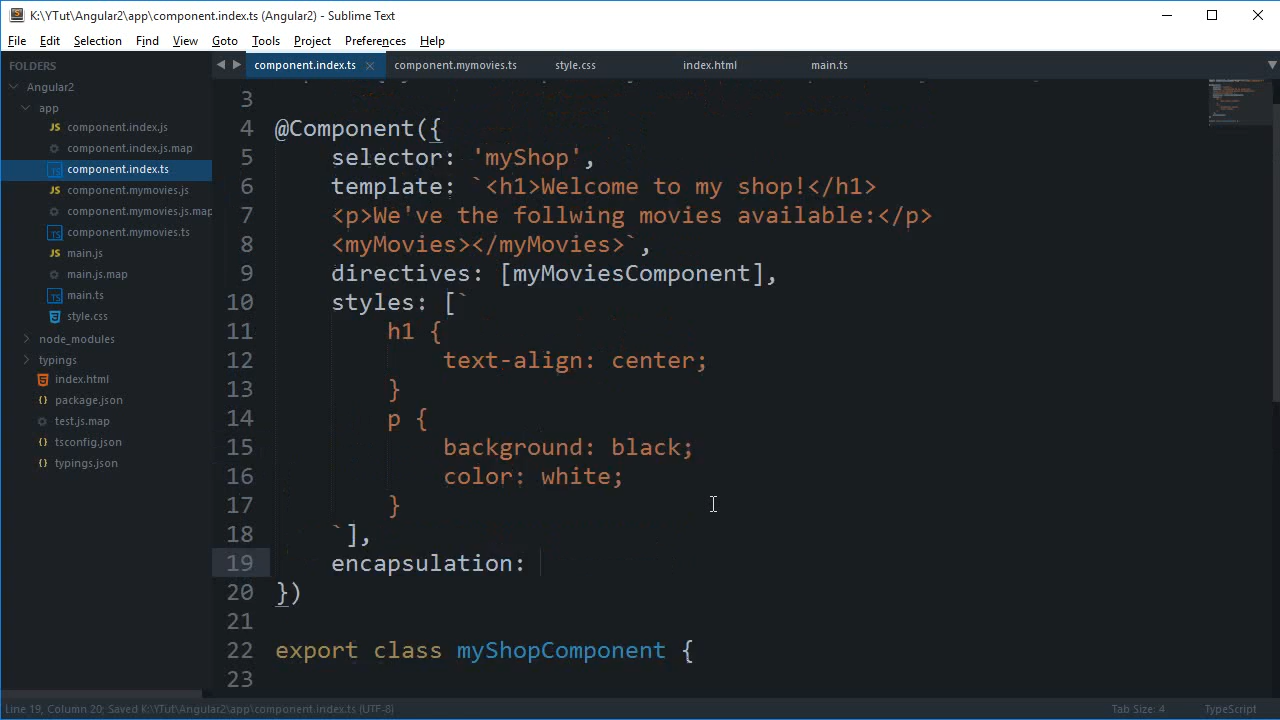 K:\YTut\Angular2\app\component.index.ts (Angular2) - Sublime Text
File Edit Selection Find View Goto Tools Project Preferences Help
FOLDERS
Angular2
app
component.index.js
component.index.js.map
component.index.ts
component.mymovies.js
component.mymovies.js.map
component.mymovies.ts
main.js
main.js.map
main.ts
style.css
node_modules
typings
index.html
package.json
test.js.map
tsconfig.json
typings.json
component.index.ts component.mymovies.ts style.css index.html main.ts
3
4 @Component({
5 selector: 'myShop',
6 template: `<h1>Welcome to my shop!</h1>
7 <p>We've the follwing movies available:</p>
8 <myMovies></myMovies>`,
9 directives: [myMoviesComponent],
10 styles: [`
11 h1 {
12 text-align: center;
13 }
14 p {
15 background: black;
16 color: white;
17 }
18 `],
19 encapsulation:
20 })
21
22 export class myShopComponent {
23
Line 19, Column 20; Saved K:\YTut\Angular2\app\component.index.ts (UTF-8) Tab Size: 4 TypeScript